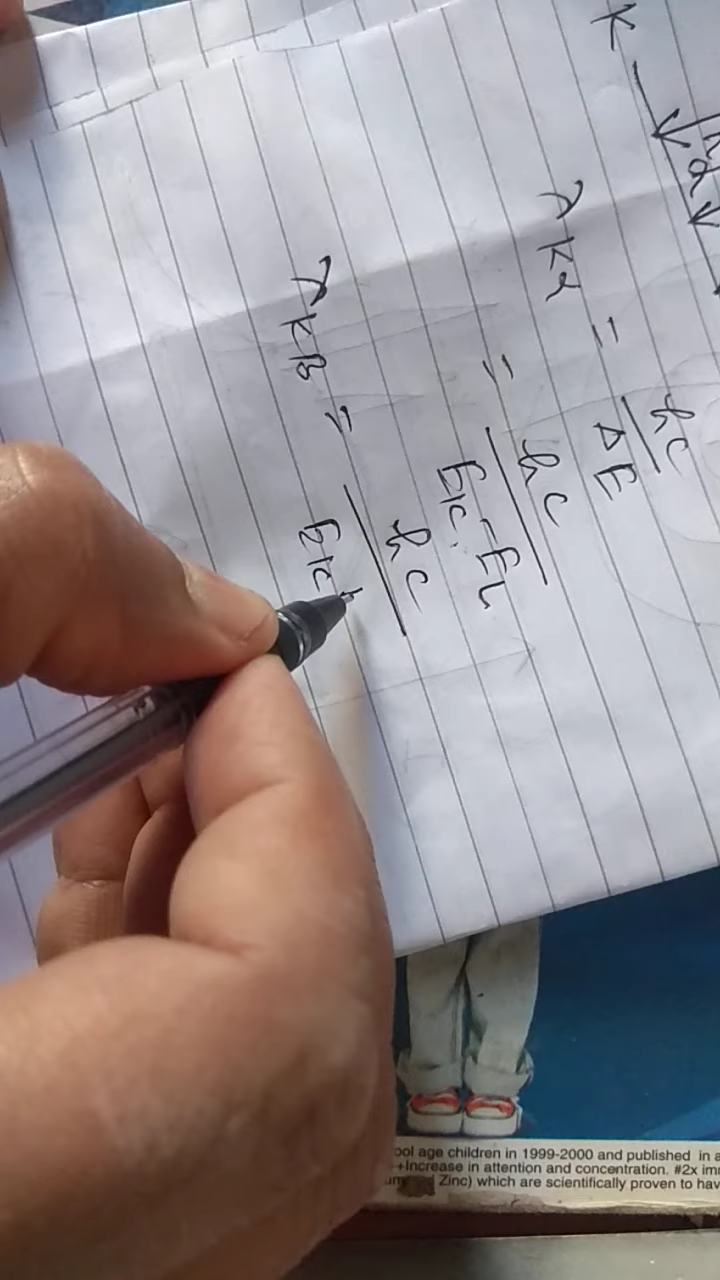 K
α
λKα = hc/ΔE
= hc/EK - EL
λKβ = hc/EK
ool age children in 1999-2000 and published in a
+Increase in attention and concentration. #2x im
Zinc) which are scientifically proven to hav